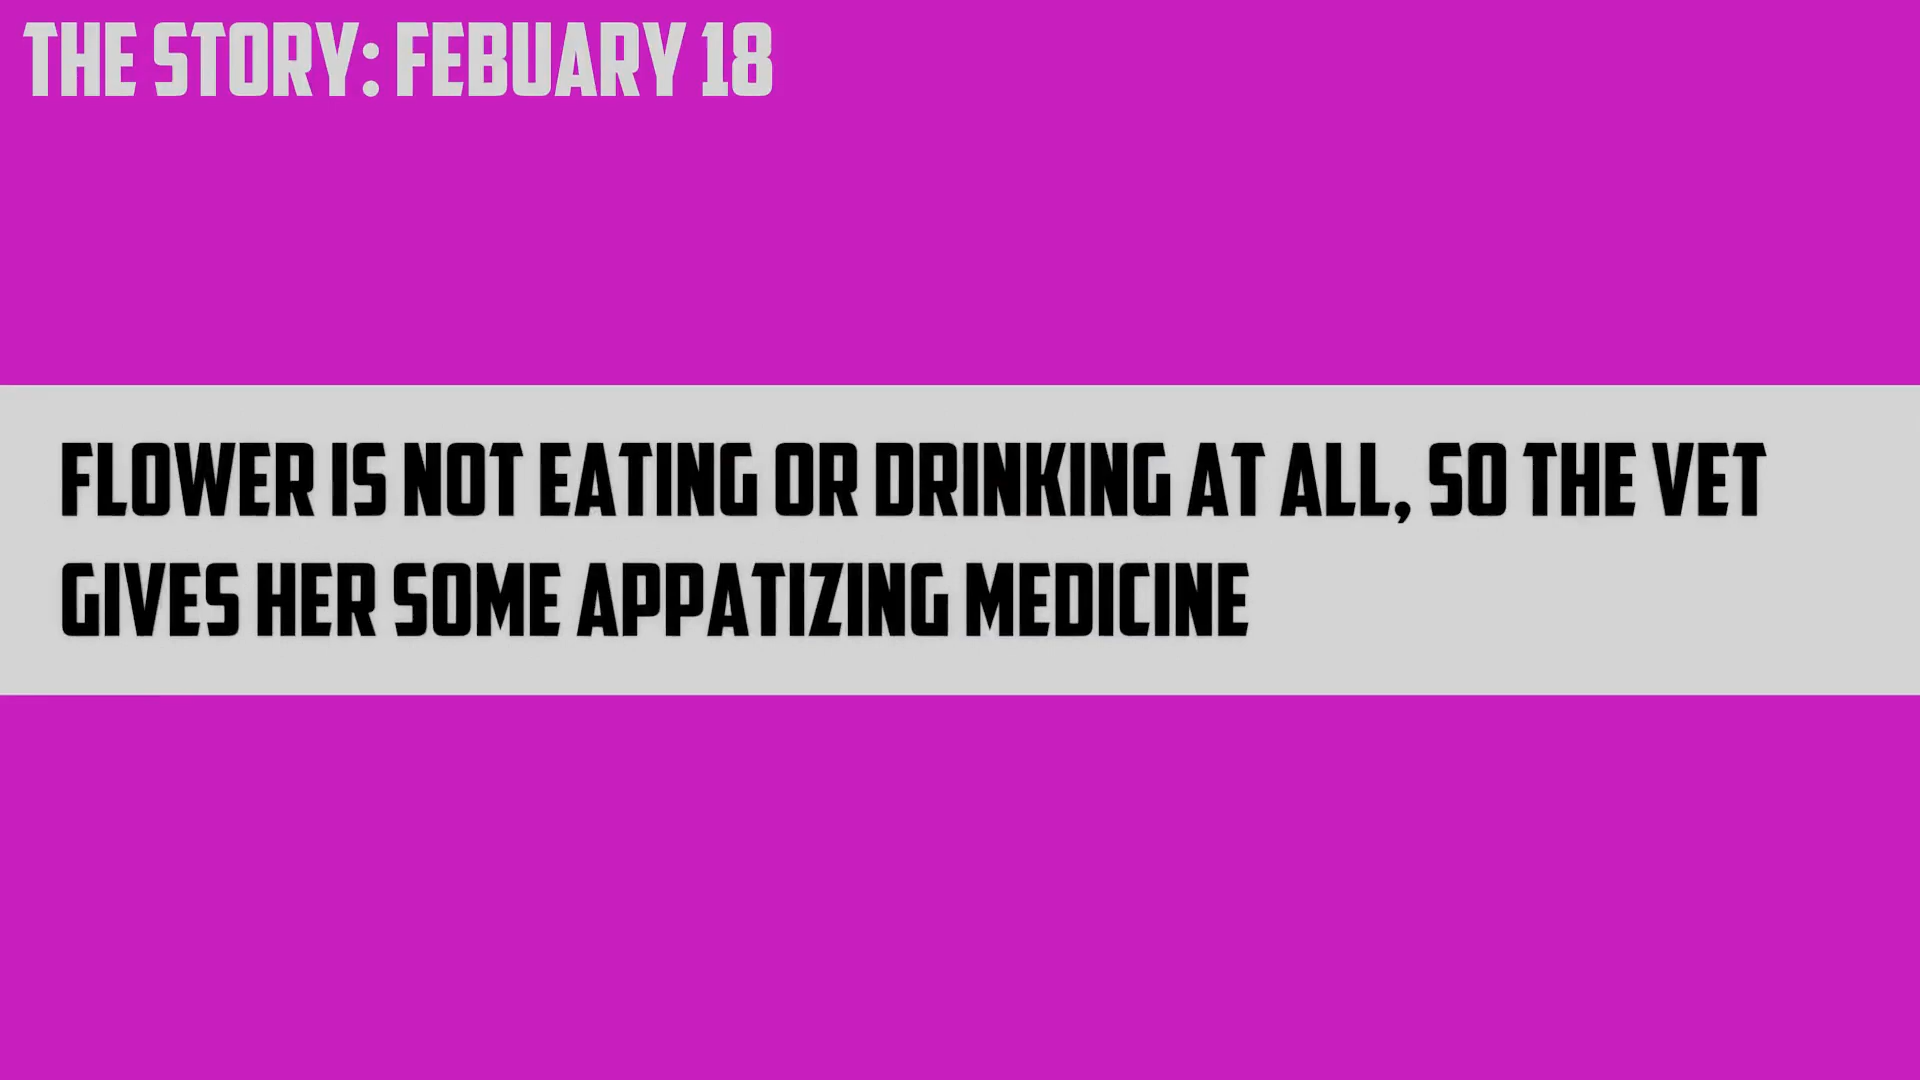 THE STORY: FEBUARY 18
FLOWER IS NOT EATING OR DRINKING AT ALL, SO THE VET
GIVES HER SOME APPATIZING MEDICINE